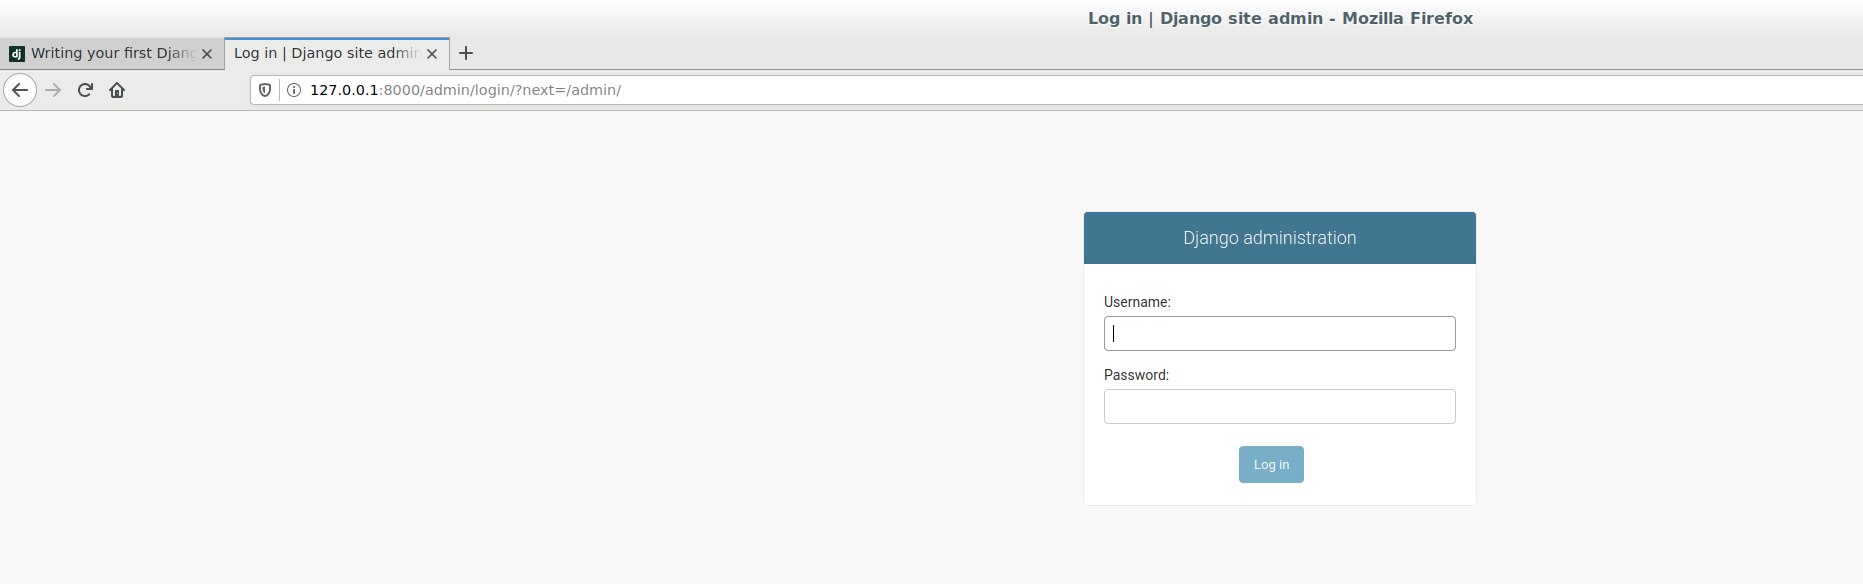 Log in | Django site admin - Mozilla Firefox
dj Writing your first Djang
Log in | Django site admin
127.0.0.1:8000/admin/login/?next=/admin/
Django administration
Username:
Password:
Log in